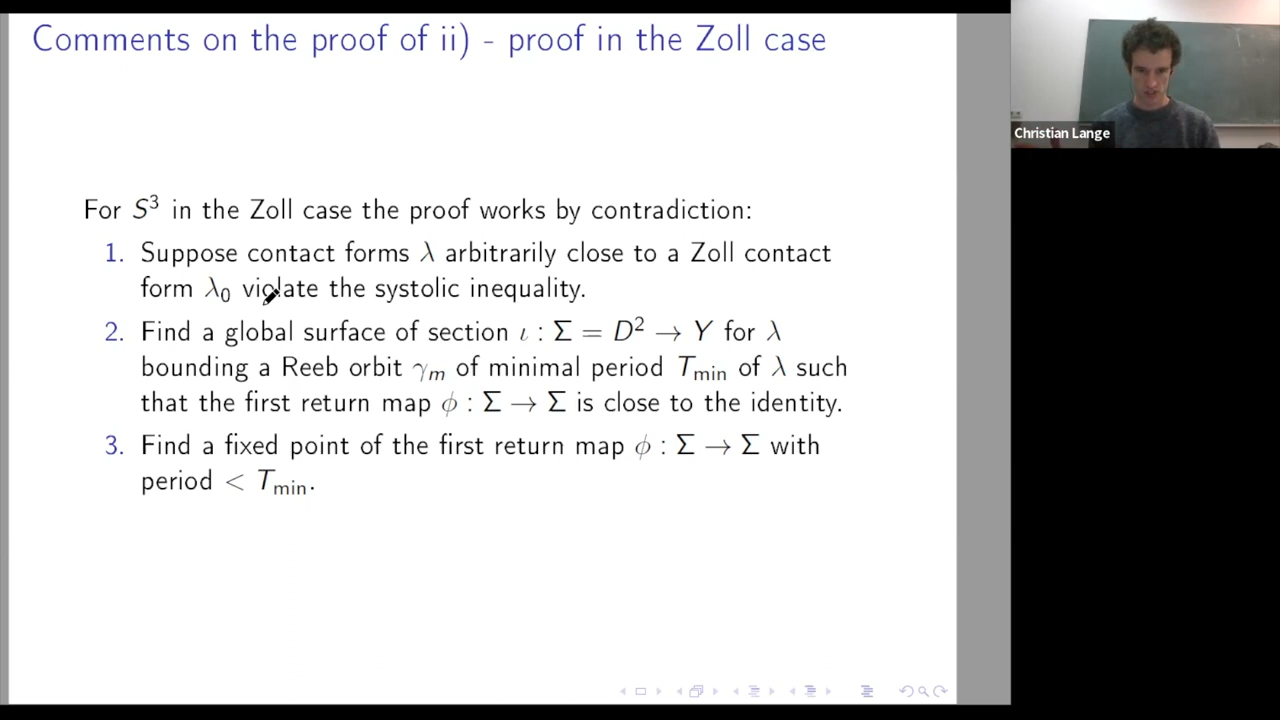 Comments on the proof of ii) - proof in the Zoll case
Christian Lange
For S³ in the Zoll case the proof works by contradiction:
1. Suppose contact forms λ arbitrarily close to a Zoll contact
form λ₀ violate the systolic inequality.
2. Find a global surface of section ι : Σ = D² → Y for λ
bounding a Reeb orbit γₘ of minimal period T_min of λ such
that the first return map ϕ : Σ → Σ is close to the identity.
3. Find a fixed point of the first return map ϕ : Σ → Σ with
period < T_min.